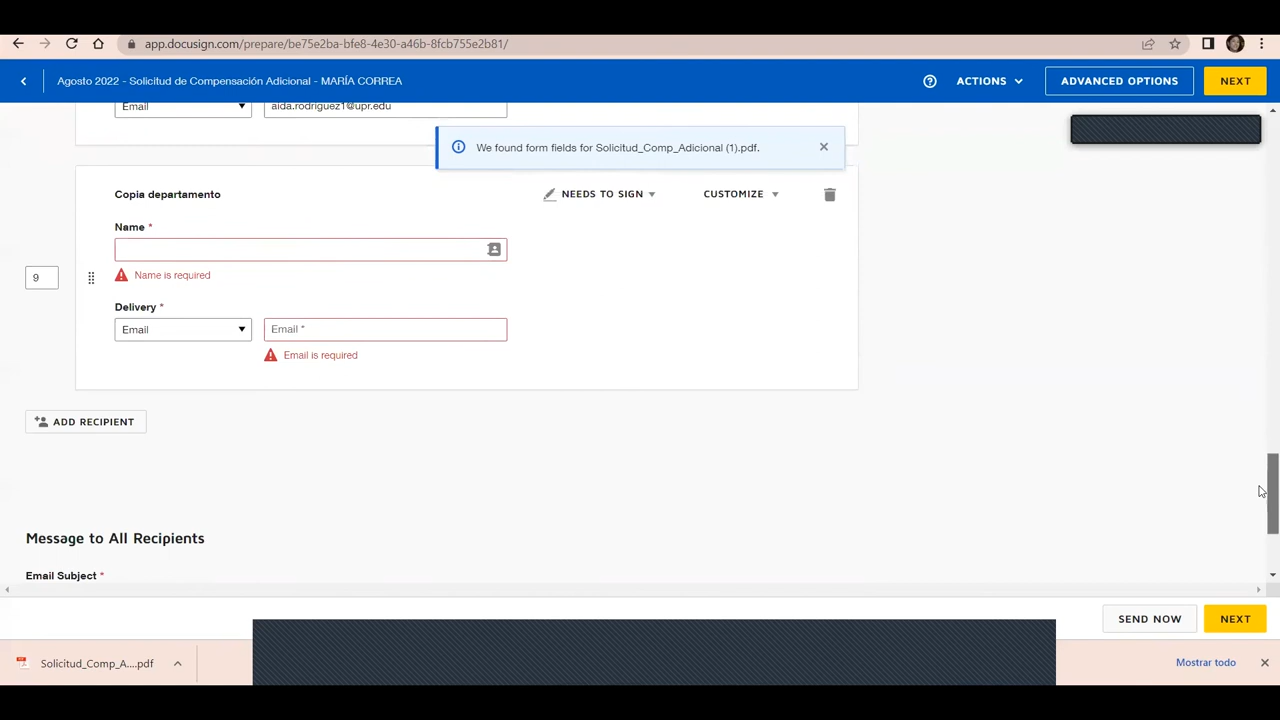 app.docusign.com/prepare/be75e2ba-bfe8-4e30-a46b-8fcb755e2b81/
Agosto 2022 - Solicitud de Compensación Adicional - MARÍA CORREA
ACTIONS
ADVANCED OPTIONS
NEXT
Email
aida.rodriguez1@upr.edu
We found form fields for Solicitud_Comp_Adicional (1).pdf.
Copia departamento
NEEDS TO SIGN
CUSTOMIZE
Name *
Name is required
9
Delivery *
Email
Email *
Email is required
ADD RECIPIENT
Message to All Recipients
Email Subject *
SEND NOW
NEXT
Solicitud_Comp_A....pdf
Mostrar todo